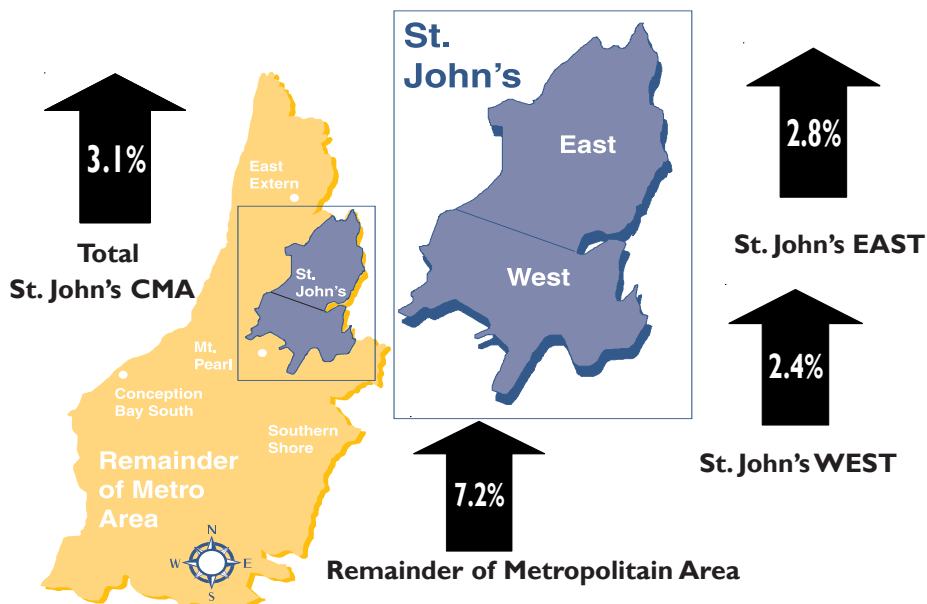 3.1%
Total
St. John's CMA
East
Extern
St.
John's
Mt.
Pearl
Conception
Bay South
Southern
Shore
Remainder
of Metro
Area
N
W
E
S
St.
John's
East
West
2.8%
St. John's EAST
2.4%
St. John's WEST
7.2%
Remainder of Metropolitain Area